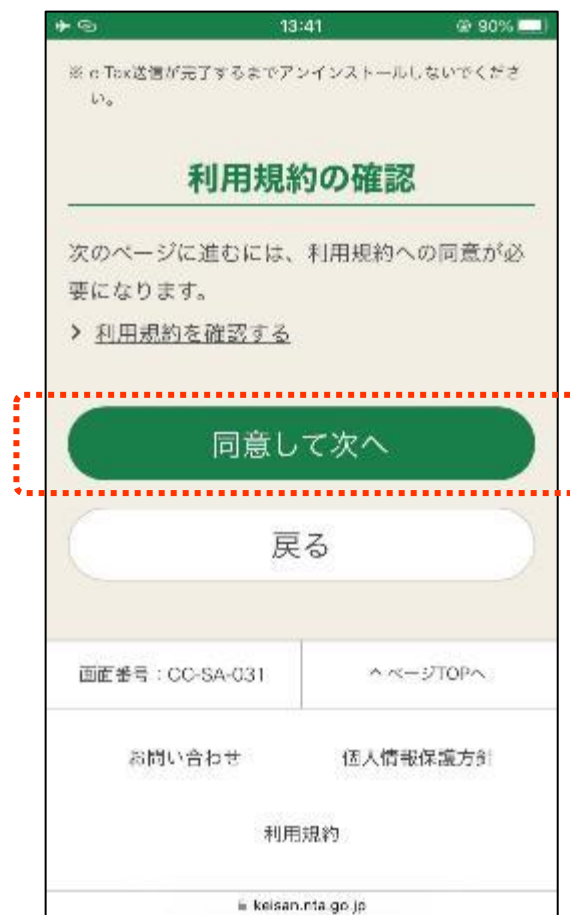 13:41
90%
※ e-Tax送信が完了するまでアンインストールしないでくださ
い。
利用規約の確認
次のページに進むには、利用規約への同意が必
要になります。
> 利用規約を確認する
同意して次へ
戻る
画面番号：CC-SA-031
へページTOPへ
お問い合わせ
個人情報保護方針
利用規約
keisan.nta.go.jp